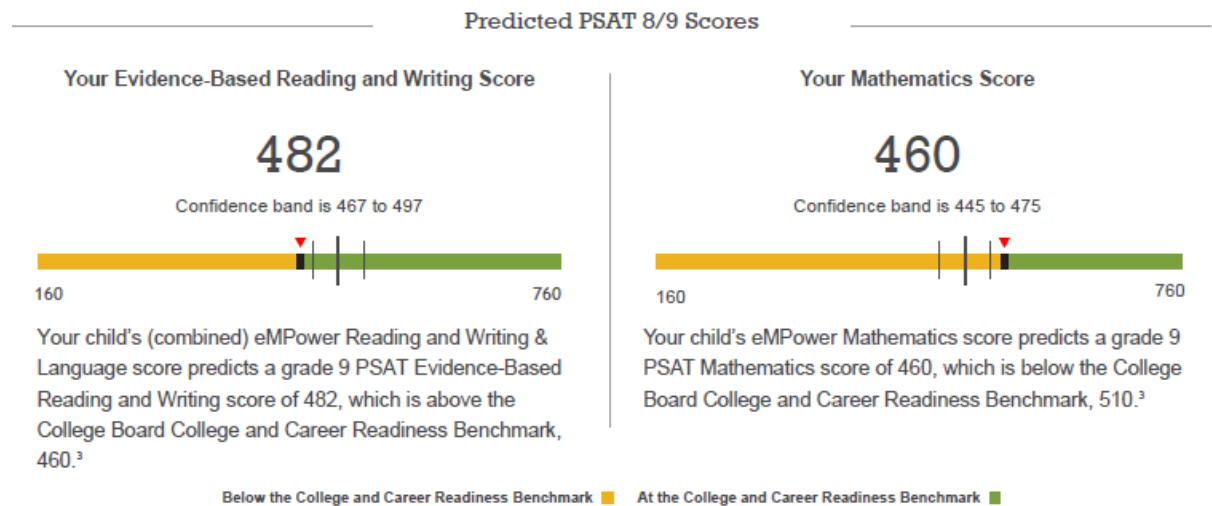 Predicted PSAT 8/9 Scores
Your Evidence-Based Reading and Writing Score
482
Confidence band is 467 to 497
160
760
Your child's (combined) eMPower Reading and Writing &
Language score predicts a grade 9 PSAT Evidence-Based
Reading and Writing score of 482, which is above the
College Board College and Career Readiness Benchmark,
460.³
Your Mathematics Score
460
Confidence band is 445 to 475
160
760
Your child's eMPower Mathematics score predicts a grade 9
PSAT Mathematics score of 460, which is below the College
Board College and Career Readiness Benchmark, 510.³
Below the College and Career Readiness Benchmark
At the College and Career Readiness Benchmark